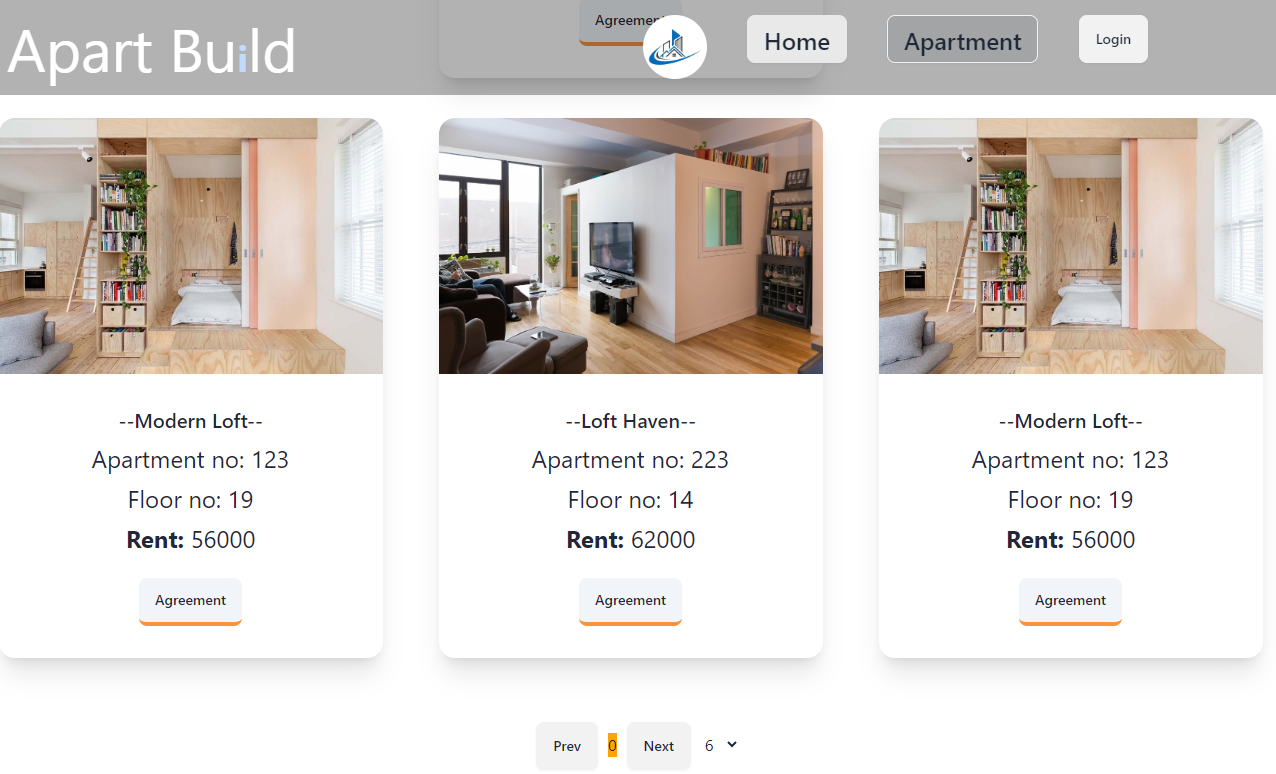 Apart Build
Agreement
Home
Apartment
Login
--Modern Loft--
Apartment no: 123
Floor no: 19
Rent: 56000
Agreement
--Loft Haven--
Apartment no: 223
Floor no: 14
Rent: 62000
Agreement
--Modern Loft--
Apartment no: 123
Floor no: 19
Rent: 56000
Agreement
Prev 0 Next 6